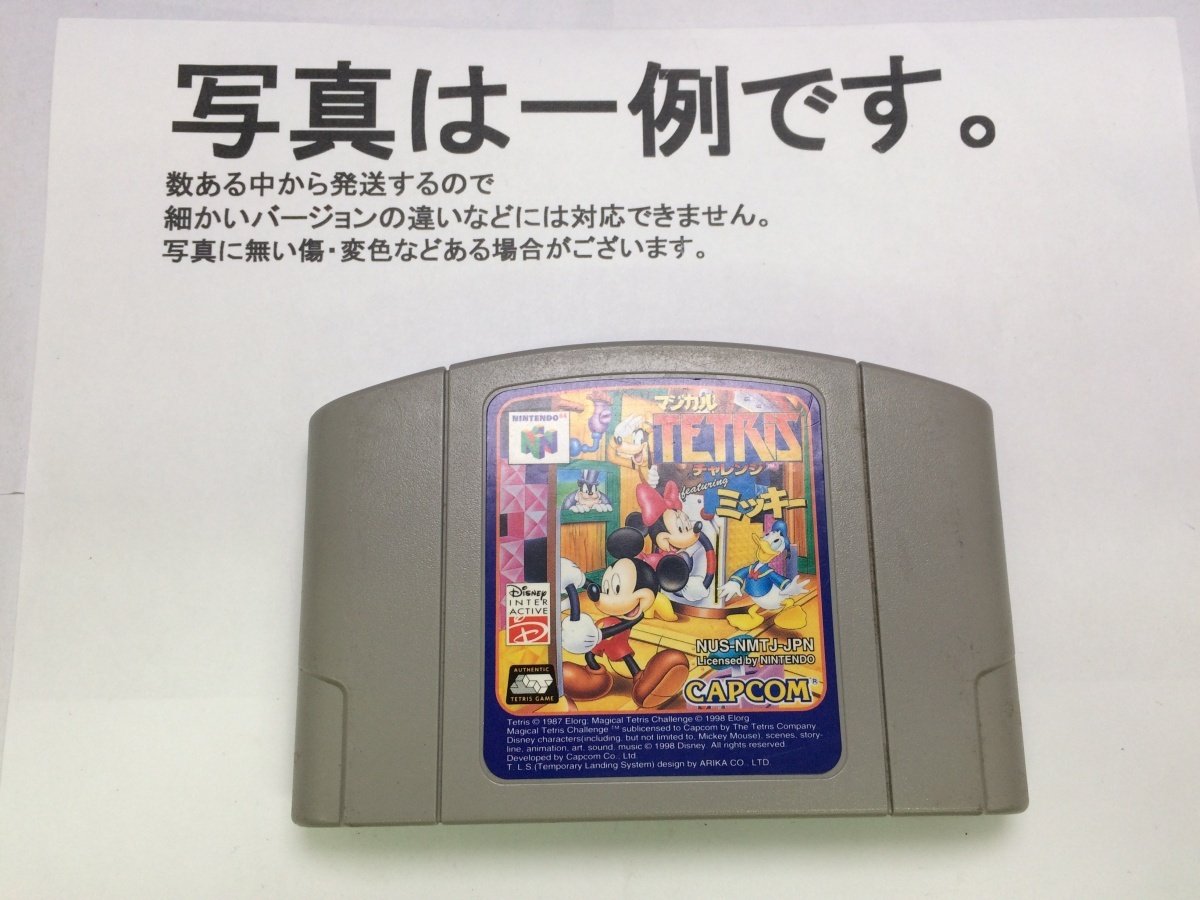 写真は一例です。
数ある中から発送するので
細かいバージョンの違いなどには対応できません。
写真に無い傷・変色などある場合がございます。
NINTENDO 64
マジカル
TETRIS
チャレンジ
featuring
ミッキー
DISNEY
INTER
ACTIVE
NUS-NMTJ-JPN
Licensed by NINTENDO
AUTHENTIC
TETRIS GAME
CAPCOM®
Tetris © 1987 Elorg; Magical Tetris Challenge © 1998 Elorg.
Magical Tetris Challenge ™ sublicensed to Capcom by The Tetris Company.
Disney characters(including, but not limited to, Mickey Mouse), scenes, story-
line, animation, art, sound, music © 1998 Disney. All rights reserved.
Developed by Capcom Co., Ltd.
T. L.S.(Temporary Landing System) design by ARIKA CO., LTD.